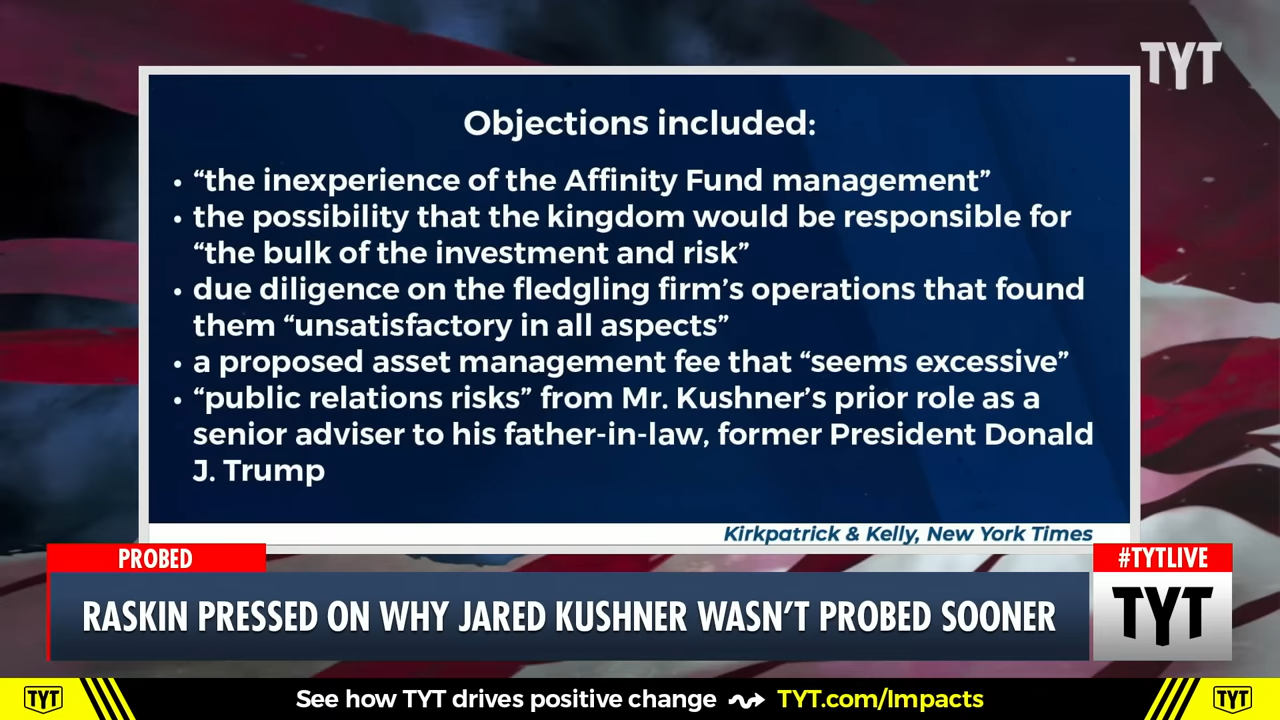 TYT
Objections included:
• “the inexperience of the Affinity Fund management”
• the possibility that the kingdom would be responsible for
“the bulk of the investment and risk”
• due diligence on the fledgling firm’s operations that found
them “unsatisfactory in all aspects”
• a proposed asset management fee that “seems excessive”
• “public relations risks” from Mr. Kushner’s prior role as a
senior adviser to his father-in-law, former President Donald
J. Trump
Kirkpatrick & Kelly, New York Times
PROBED
#TYTLIVE
RASKIN PRESSED ON WHY JARED KUSHNER WASN’T PROBED SOONER
TYT
TYT
See how TYT drives positive change TYT.com/Impacts
TYT